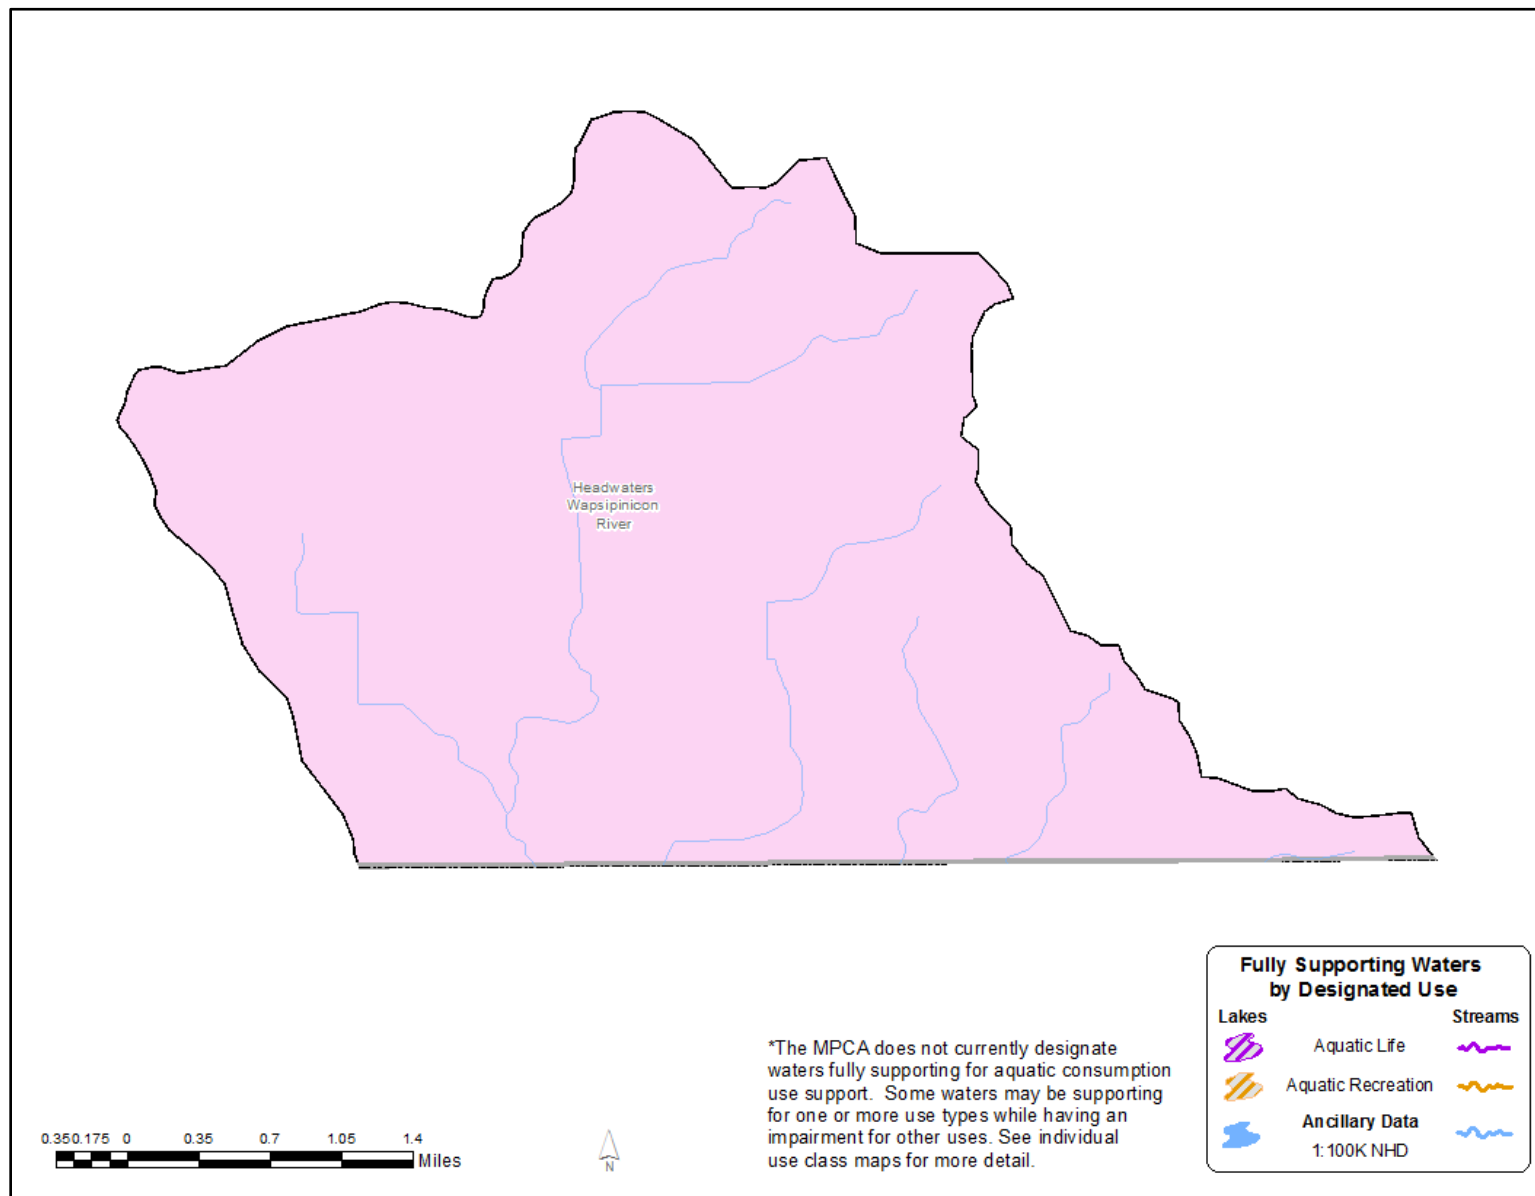 Headwaters
Wapsipinicon
River
Fully Supporting Waters
by Designated Use
Lakes
Streams
Aquatic Life
Aquatic Recreation
Ancillary Data
1:100K NHD
*The MPCA does not currently designate
waters fully supporting for aquatic consumption
use support. Some waters may be supporting
for one or more use types while having an
impairment for other uses. See individual
use class maps for more detail.
0.35 0.175 0 0.35 0.7 1.05 1.4
Miles
N